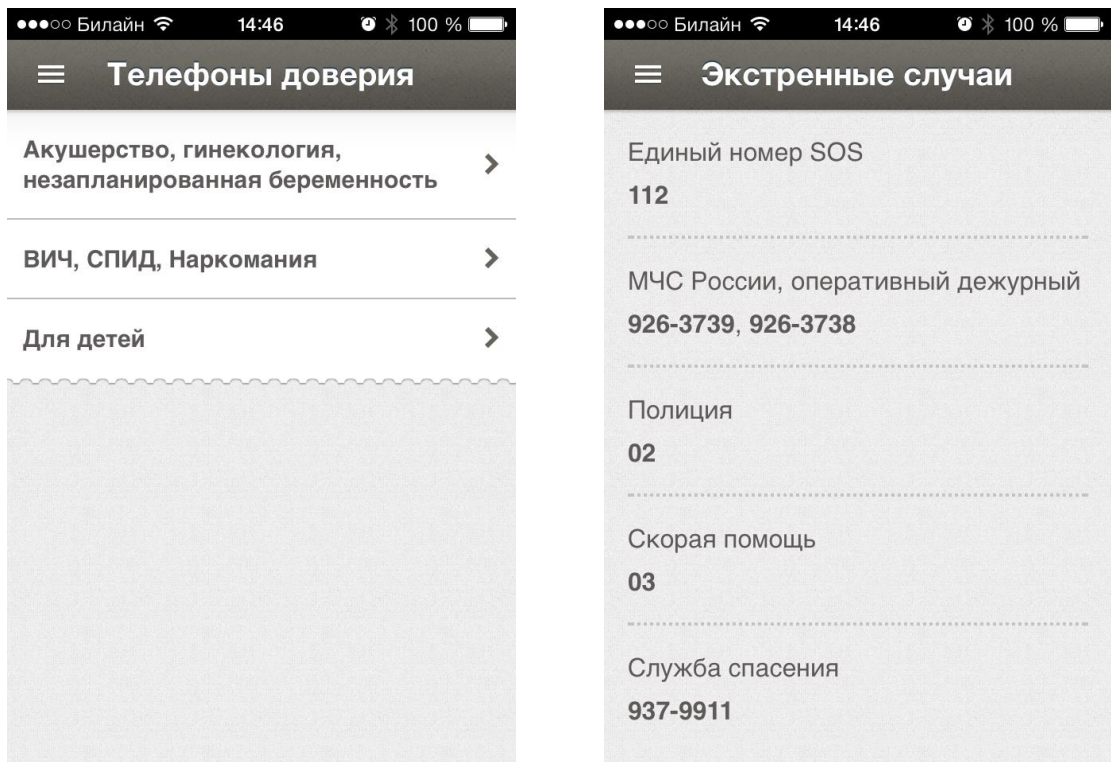 Билайн 14:46 100 %
Телефоны доверия
Акушерство, гинекология,
незапланированная беременность
ВИЧ, СПИД, Наркомания
Для детей
Билайн 14:46 100 %
Экстренные случаи
Единый номер SOS
112
МЧС России, оперативный дежурный
926-3739, 926-3738
Полиция
02
Скорая помощь
03
Служба спасения
937-9911